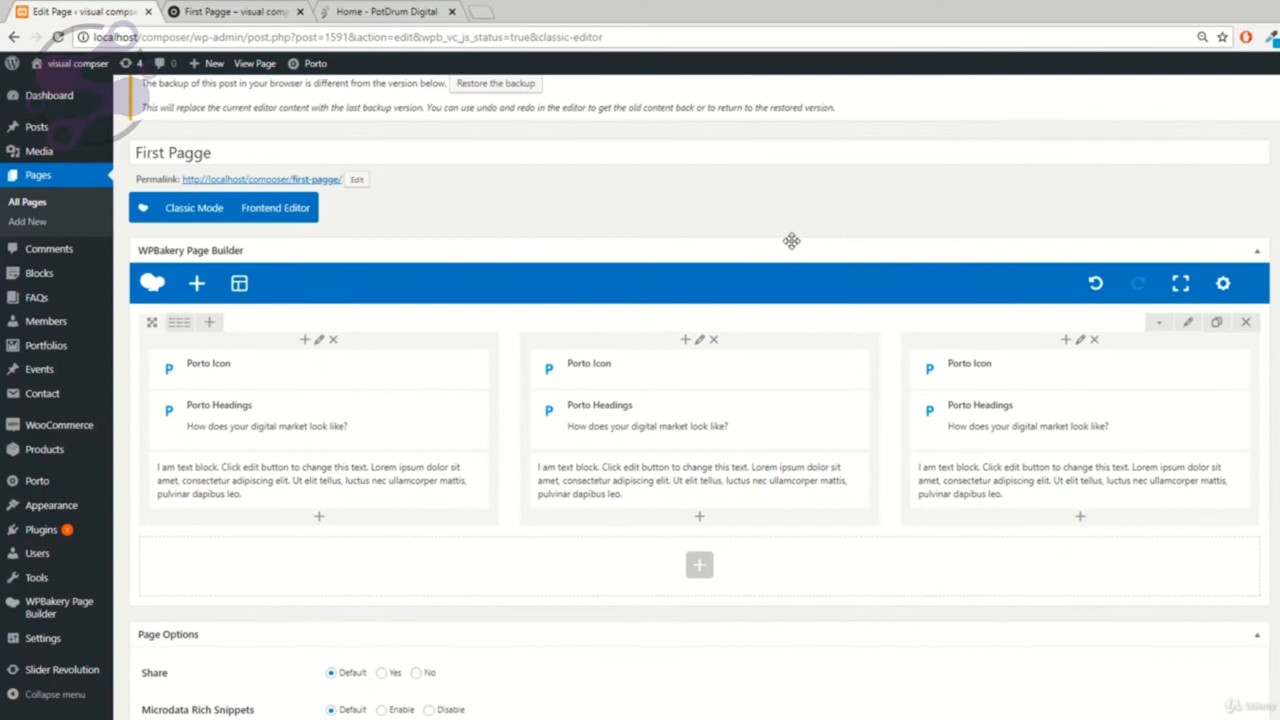 Edit Page ‹ visual compse
First Pagge – visual comp
Home - PotDrum Digital
localhost/composer/wp-admin/post.php?post=1591&action=edit&wpb_vc_js_status=true&classic-editor
visual compser
4
0
New
View Page
Porto
The backup of this post in your browser is different from the version below.
Restore the backup
This will replace the current editor content with the last backup version. You can use undo and redo in the editor to get the old content back or to return to the restored version.
Dashboard
Posts
Media
Pages
All Pages
Add New
Comments
Blocks
FAQs
Members
Portfolios
Events
Contact
WooCommerce
Products
Porto
Appearance
Plugins 1
Users
Tools
WPBakery Page
Builder
Settings
Slider Revolution
Collapse menu
First Pagge
Permalink: http://localhost/composer/first-pagge/ Edit
Classic Mode
Frontend Editor
WPBakery Page Builder
Porto Icon
Porto Headings
How does your digital market look like?
I am text block. Click edit button to change this text. Lorem ipsum dolor sit
amet, consectetur adipiscing elit. Ut elit tellus, luctus nec ullamcorper mattis,
pulvinar dapibus leo.
Porto Icon
Porto Headings
How does your digital market look like?
I am text block. Click edit button to change this text. Lorem ipsum dolor sit
amet, consectetur adipiscing elit. Ut elit tellus, luctus nec ullamcorper mattis,
pulvinar dapibus leo.
Porto Icon
Porto Headings
How does your digital market look like?
I am text block. Click edit button to change this text. Lorem ipsum dolor sit
amet, consectetur adipiscing elit. Ut elit tellus, luctus nec ullamcorper mattis,
pulvinar dapibus leo.
Page Options
Share
Default Yes No
Microdata Rich Snippets
Default Enable Disable
Udemy